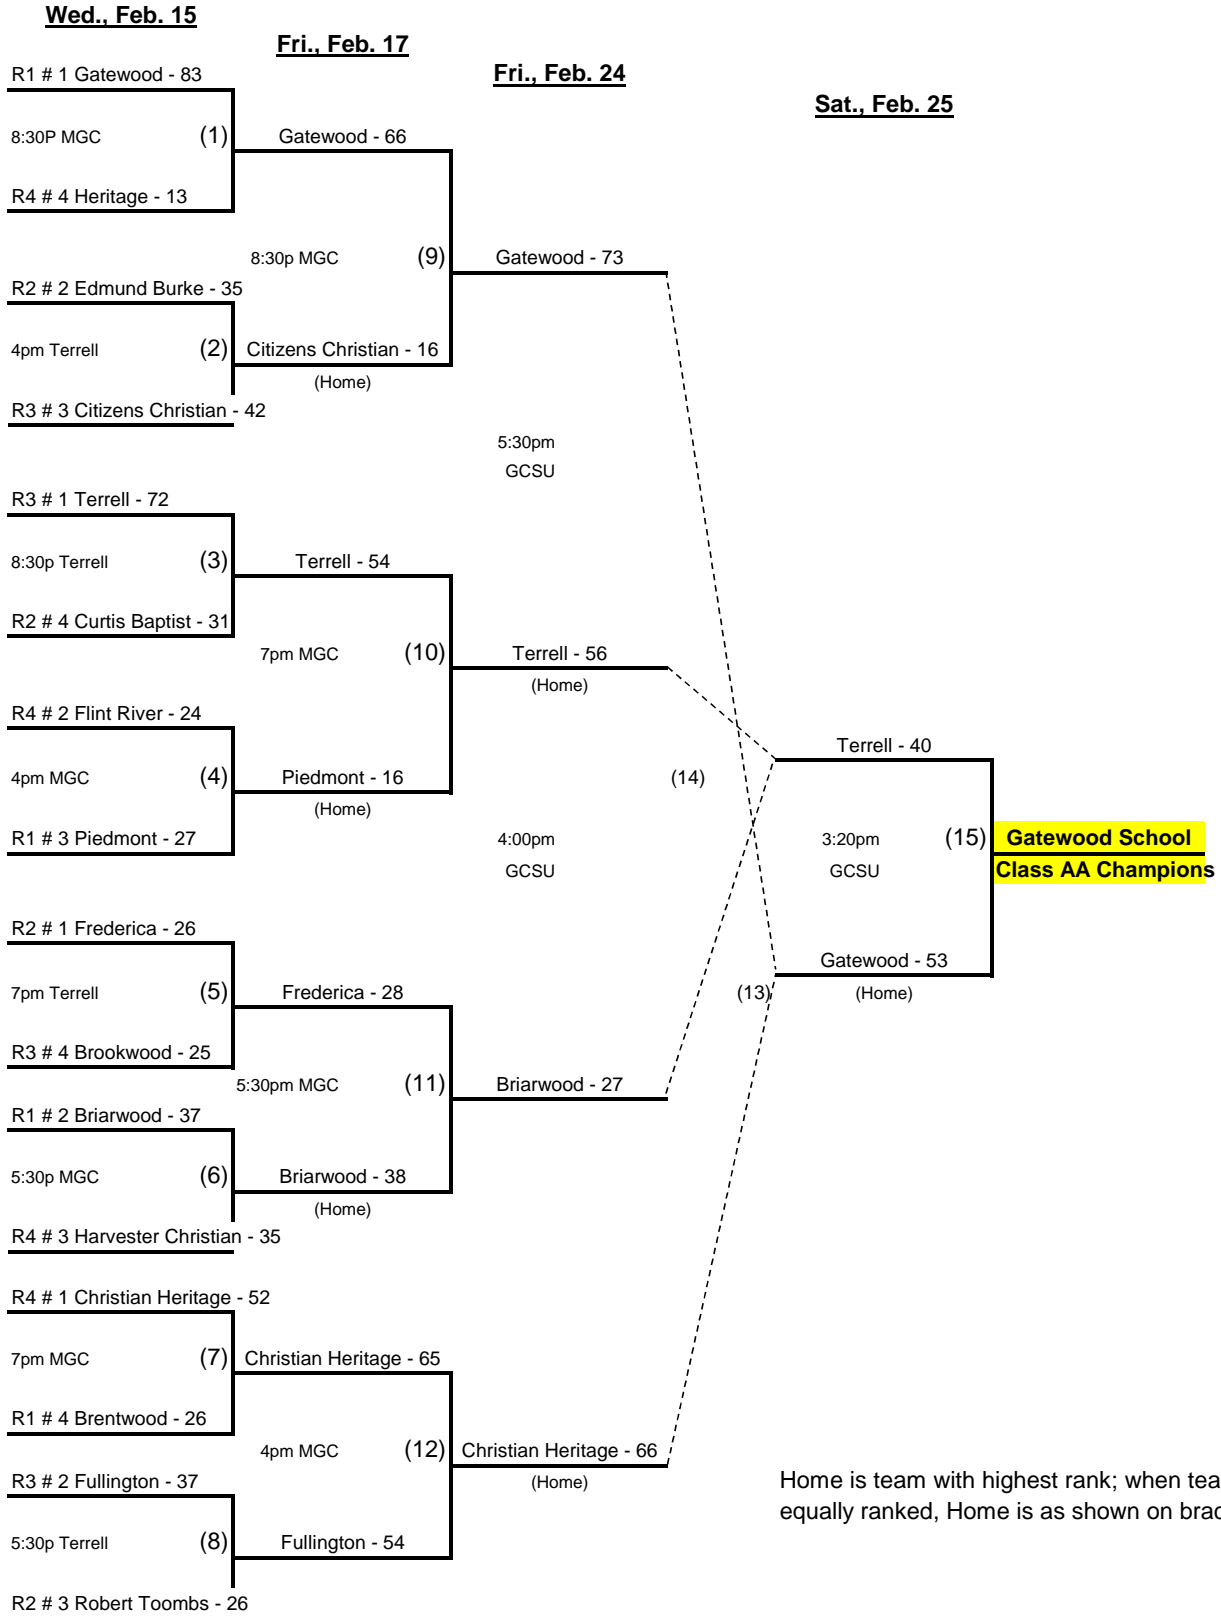 Wed., Feb. 15
Fri., Feb. 17
Fri., Feb. 24
Sat., Feb. 25
R1 # 1 Gatewood - 83
8:30P MGC (1)
Gatewood - 66
R4 # 4 Heritage - 13
8:30p MGC (9)
Gatewood - 73
R2 # 2 Edmund Burke - 35
4pm Terrell (2)
Citizens Christian - 16
(Home)
R3 # 3 Citizens Christian - 42
5:30pm
GCSU
R3 # 1 Terrell - 72
8:30p Terrell (3)
Terrell - 54
R2 # 4 Curtis Baptist - 31
7pm MGC (10)
Terrell - 56
(Home)
R4 # 2 Flint River - 24
Terrell - 40
4pm MGC (4)
Piedmont - 16
(14)
(Home)
R1 # 3 Piedmont - 27
4:00pm
GCSU
3:20pm (15)
GCSU
Gatewood School
Class AA Champions
R2 # 1 Frederica - 26
Gatewood - 53
(Home)
7pm Terrell (5)
Frederica - 28
(13)
R3 # 4 Brookwood - 25
5:30pm MGC (11)
Briarwood - 27
R1 # 2 Briarwood - 37
5:30p MGC (6)
Briarwood - 38
(Home)
R4 # 3 Harvester Christian - 35
R4 # 1 Christian Heritage - 52
7pm MGC (7)
Christian Heritage - 65
R1 # 4 Brentwood - 26
4pm MGC (12)
Christian Heritage - 66
(Home)
R3 # 2 Fullington - 37
5:30p Terrell (8)
Fullington - 54
R2 # 3 Robert Toombs - 26
Home is team with highest rank; when tea
equally ranked, Home is as shown on brac